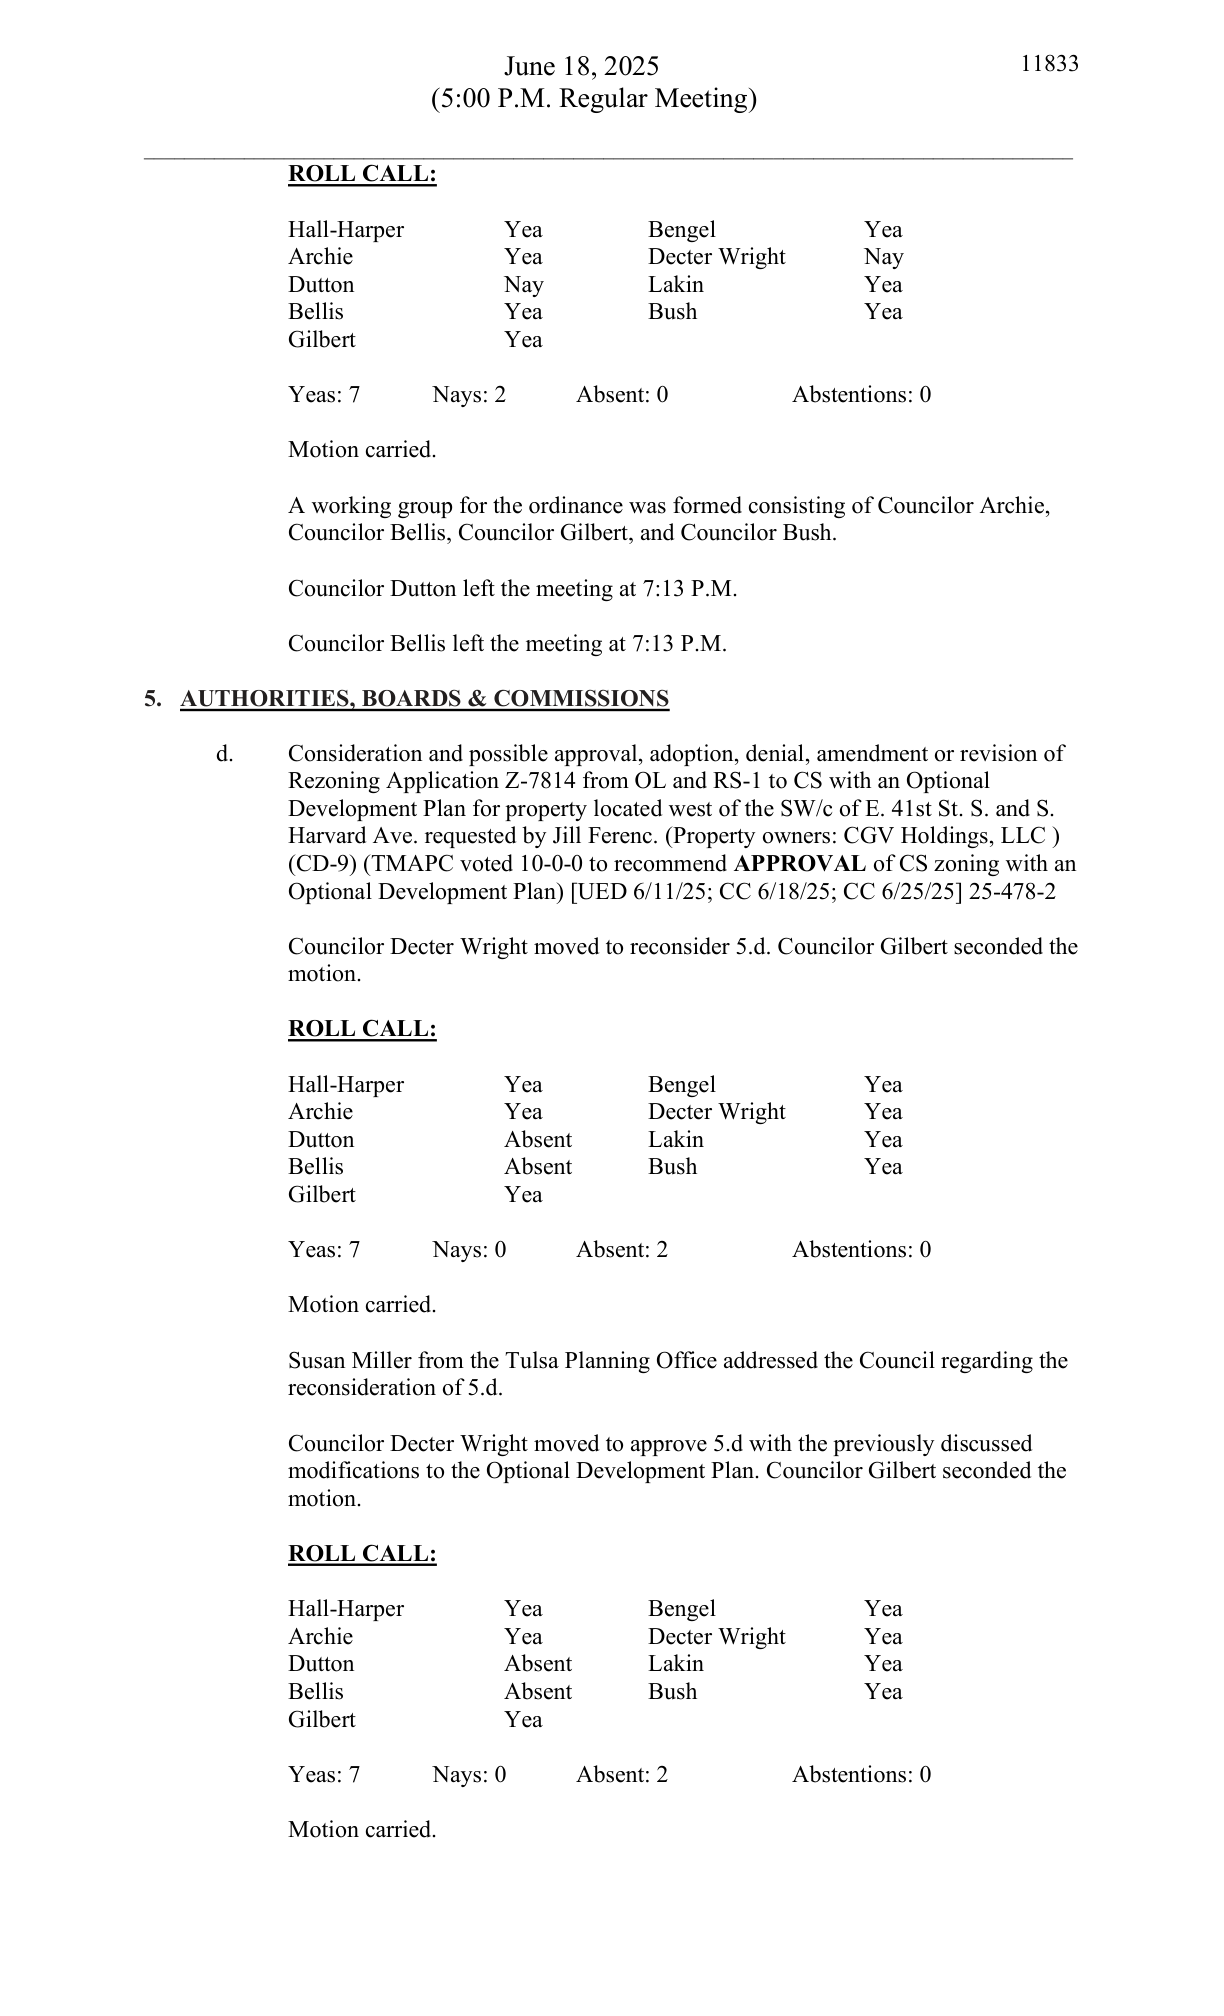 June 18, 2025 11833
(5:00 P.M. Regular Meeting)
ROLL CALL:
Hall-Harper Yea Bengel Yea
Archie Yea Decter Wright Nay
Dutton Nay Lakin Yea
Bellis Yea Bush Yea
Gilbert Yea
Yeas: 7 Nays: 2 Absent: 0 Abstentions: 0
Motion carried.
A working group for the ordinance was formed consisting of Councilor Archie,
Councilor Bellis, Councilor Gilbert, and Councilor Bush.
Councilor Dutton left the meeting at 7:13 P.M.
Councilor Bellis left the meeting at 7:13 P.M.
5. AUTHORITIES, BOARDS & COMMISSIONS
d. Consideration and possible approval, adoption, denial, amendment or revision of
Rezoning Application Z-7814 from OL and RS-1 to CS with an Optional
Development Plan for property located west of the SW/c of E. 41st St. S. and S.
Harvard Ave. requested by Jill Ferenc. (Property owners: CGV Holdings, LLC )
(CD-9) (TMAPC voted 10-0-0 to recommend APPROVAL of CS zoning with an
Optional Development Plan) [UED 6/11/25; CC 6/18/25; CC 6/25/25] 25-478-2
Councilor Decter Wright moved to reconsider 5.d. Councilor Gilbert seconded the
motion.
ROLL CALL:
Hall-Harper Yea Bengel Yea
Archie Yea Decter Wright Yea
Dutton Absent Lakin Yea
Bellis Absent Bush Yea
Gilbert Yea
Yeas: 7 Nays: 0 Absent: 2 Abstentions: 0
Motion carried.
Susan Miller from the Tulsa Planning Office addressed the Council regarding the
reconsideration of 5.d.
Councilor Decter Wright moved to approve 5.d with the previously discussed
modifications to the Optional Development Plan. Councilor Gilbert seconded the
motion.
ROLL CALL:
Hall-Harper Yea Bengel Yea
Archie Yea Decter Wright Yea
Dutton Absent Lakin Yea
Bellis Absent Bush Yea
Gilbert Yea
Yeas: 7 Nays: 0 Absent: 2 Abstentions: 0
Motion carried.